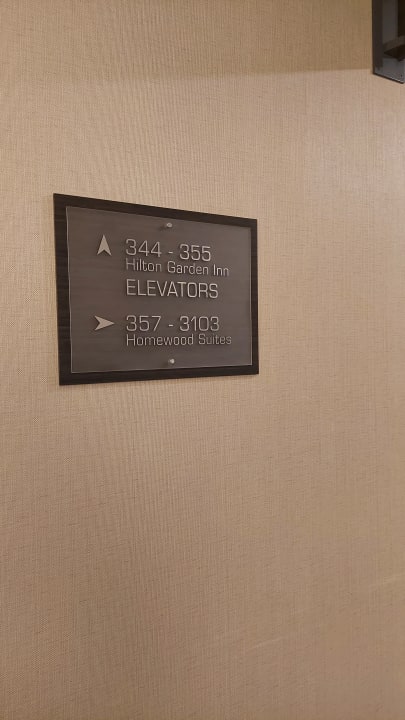 344 - 355
Hilton Garden Inn
ELEVATORS
357 - 3103
Homewood Suites